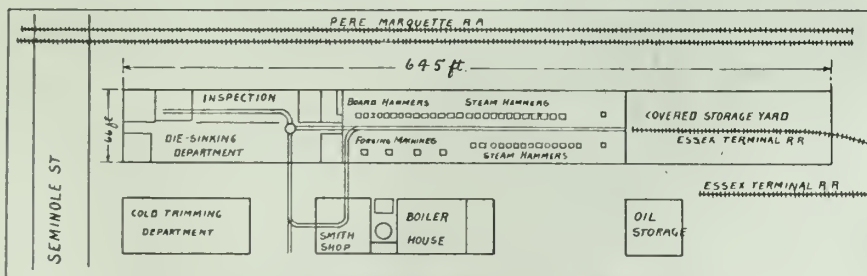 PERE MARQUETTE R R
645 ft.
66 ft
SEMINOLE ST
INSPECTION
BOARD HAMMERS
STEAM HAMMERS
COVERED STORAGE YARD
ESSEX TERMINAL R R
DIE-SINKING
DEPARTMENT
FORGING MACHINES
STEAM HAMMERS
ESSEX TERMINAL R R
COLD TRIMMING
DEPARTMENT
SMITH
SHOP
BOILER
HOUSE
OIL
STORAGE